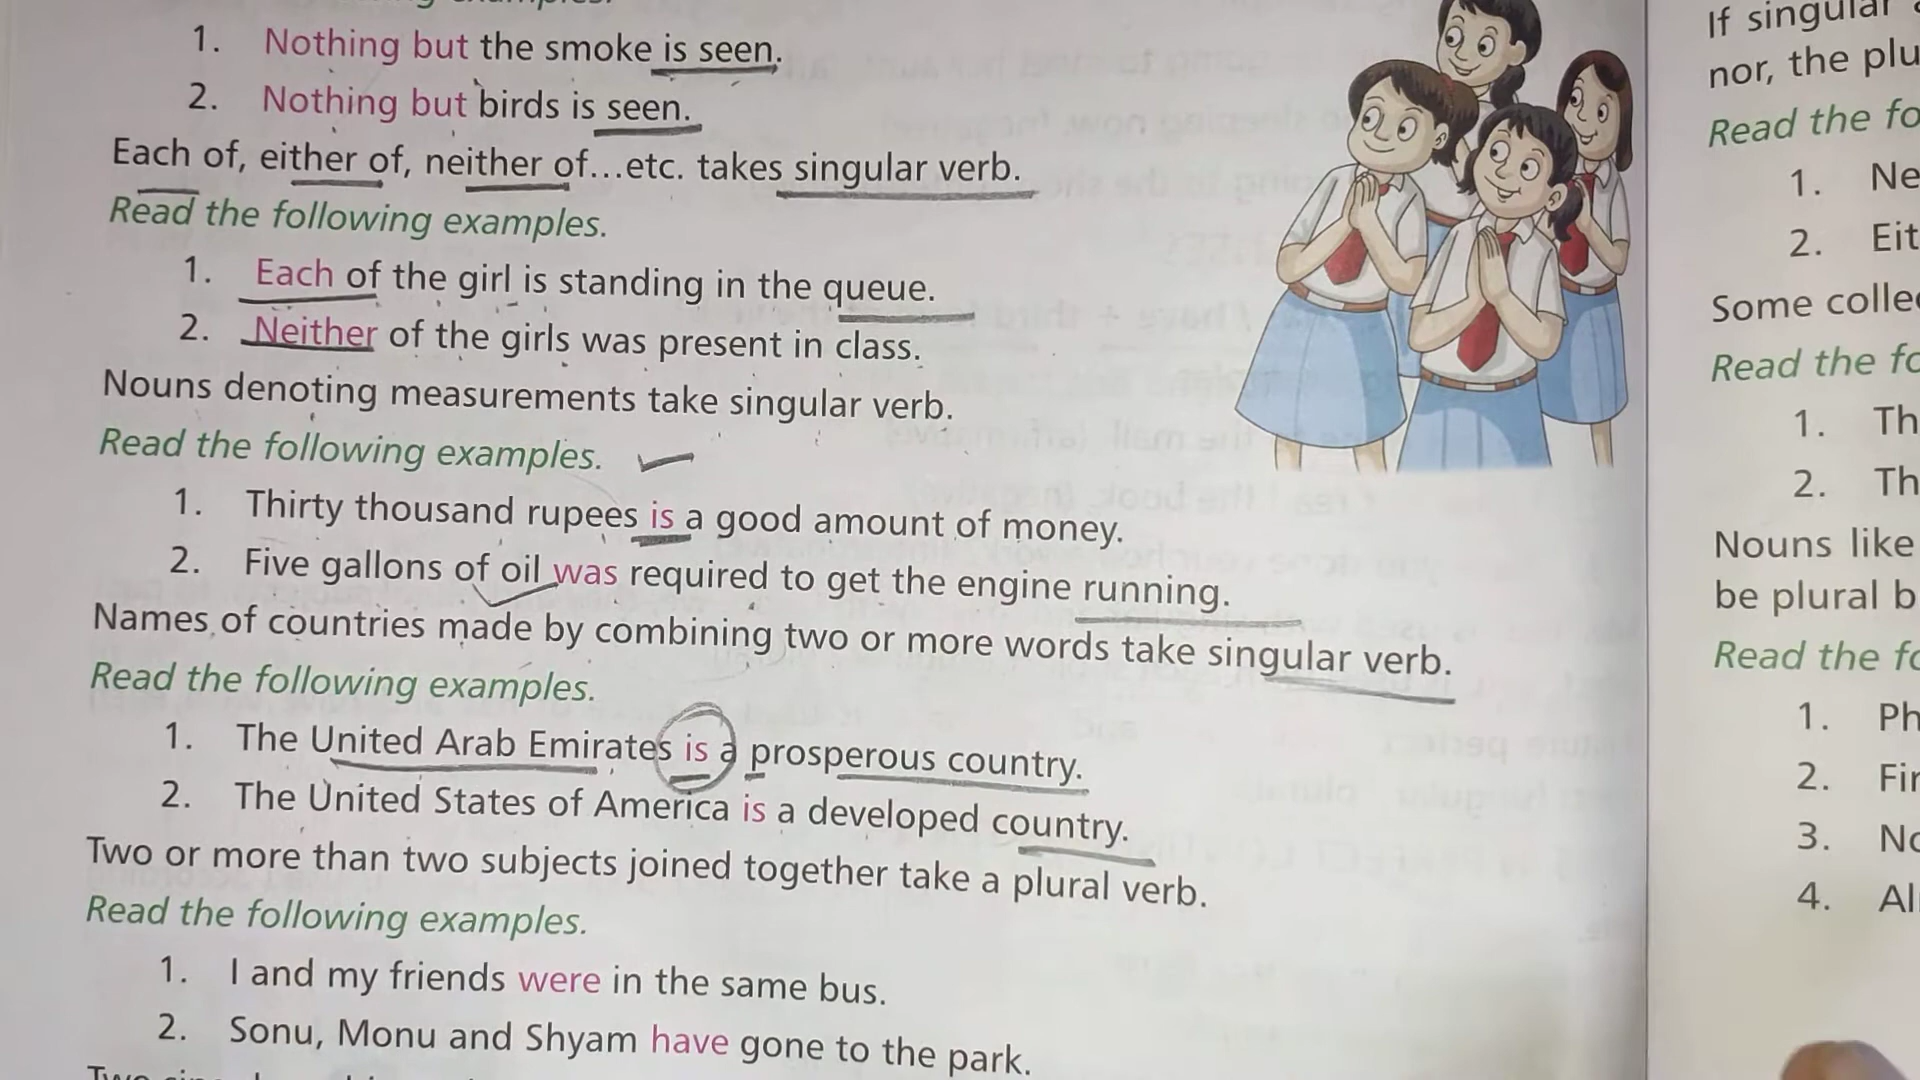 1. Nothing but the smoke is seen.
2. Nothing but birds is seen.
Each of, either of, neither of...etc. takes singular verb.
Read the following examples.
1. Each of the girl is standing in the queue.
2. Neither of the girls was present in class.
Nouns denoting measurements take singular verb.
Read the following examples.
1. Thirty thousand rupees is a good amount of money.
2. Five gallons of oil was required to get the engine running.
Names of countries made by combining two or more words take singular verb.
Read the following examples.
1. The United Arab Emirates is a prosperous country.
2. The United States of America is a developed country.
Two or more than two subjects joined together take a plural verb.
Read the following examples.
1. I and my friends were in the same bus.
2. Sonu, Monu and Shyam have gone to the park.
If singular
nor, the plu
Read the fo
1. Ne
2. Eit
Some colle
Read the fo
1. Th
2. Th
Nouns like
be plural b
Read the fo
1. Ph
2. Fir
3. No
4. Al